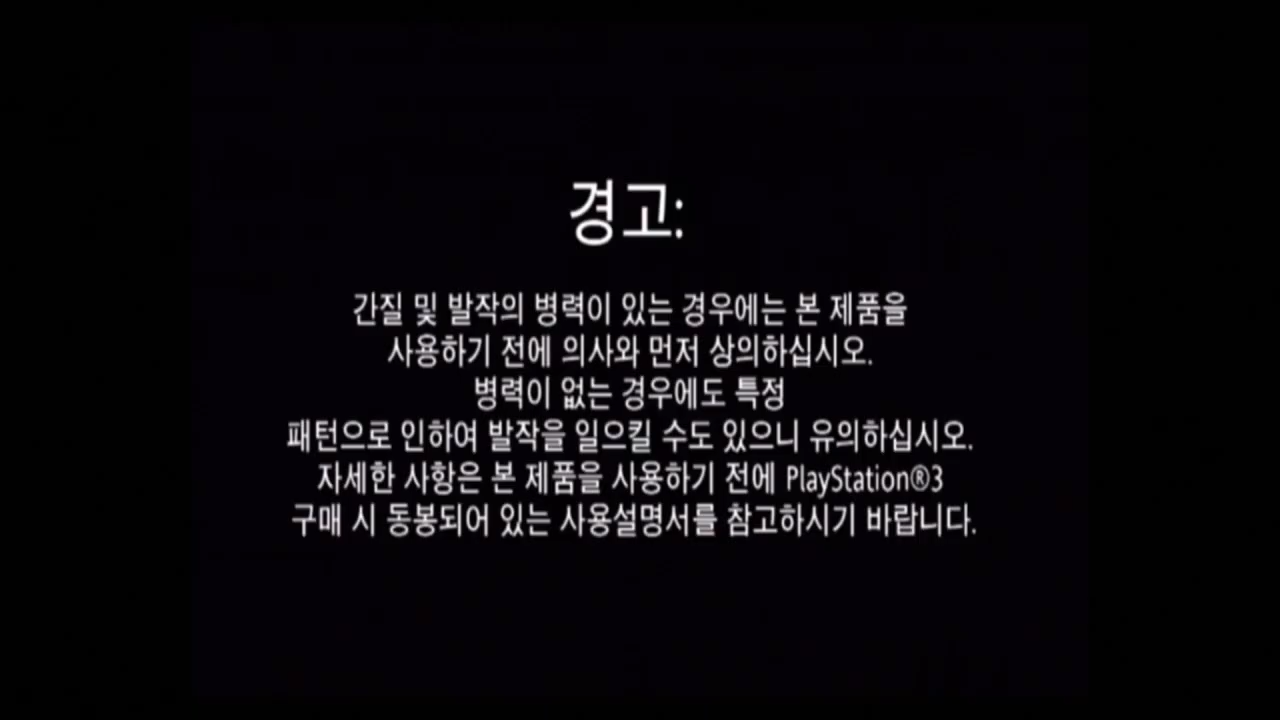 경고:
간질 및 발작의 병력이 있는 경우에는 본 제품을
사용하기 전에 의사와 먼저 상의하십시오.
병력이 없는 경우에도 특정
패턴으로 인하여 발작을 일으킬 수도 있으니 유의하십시오.
자세한 사항은 본 제품을 사용하기 전에 PlayStation®3
구매 시 동봉되어 있는 사용설명서를 참고하시기 바랍니다.